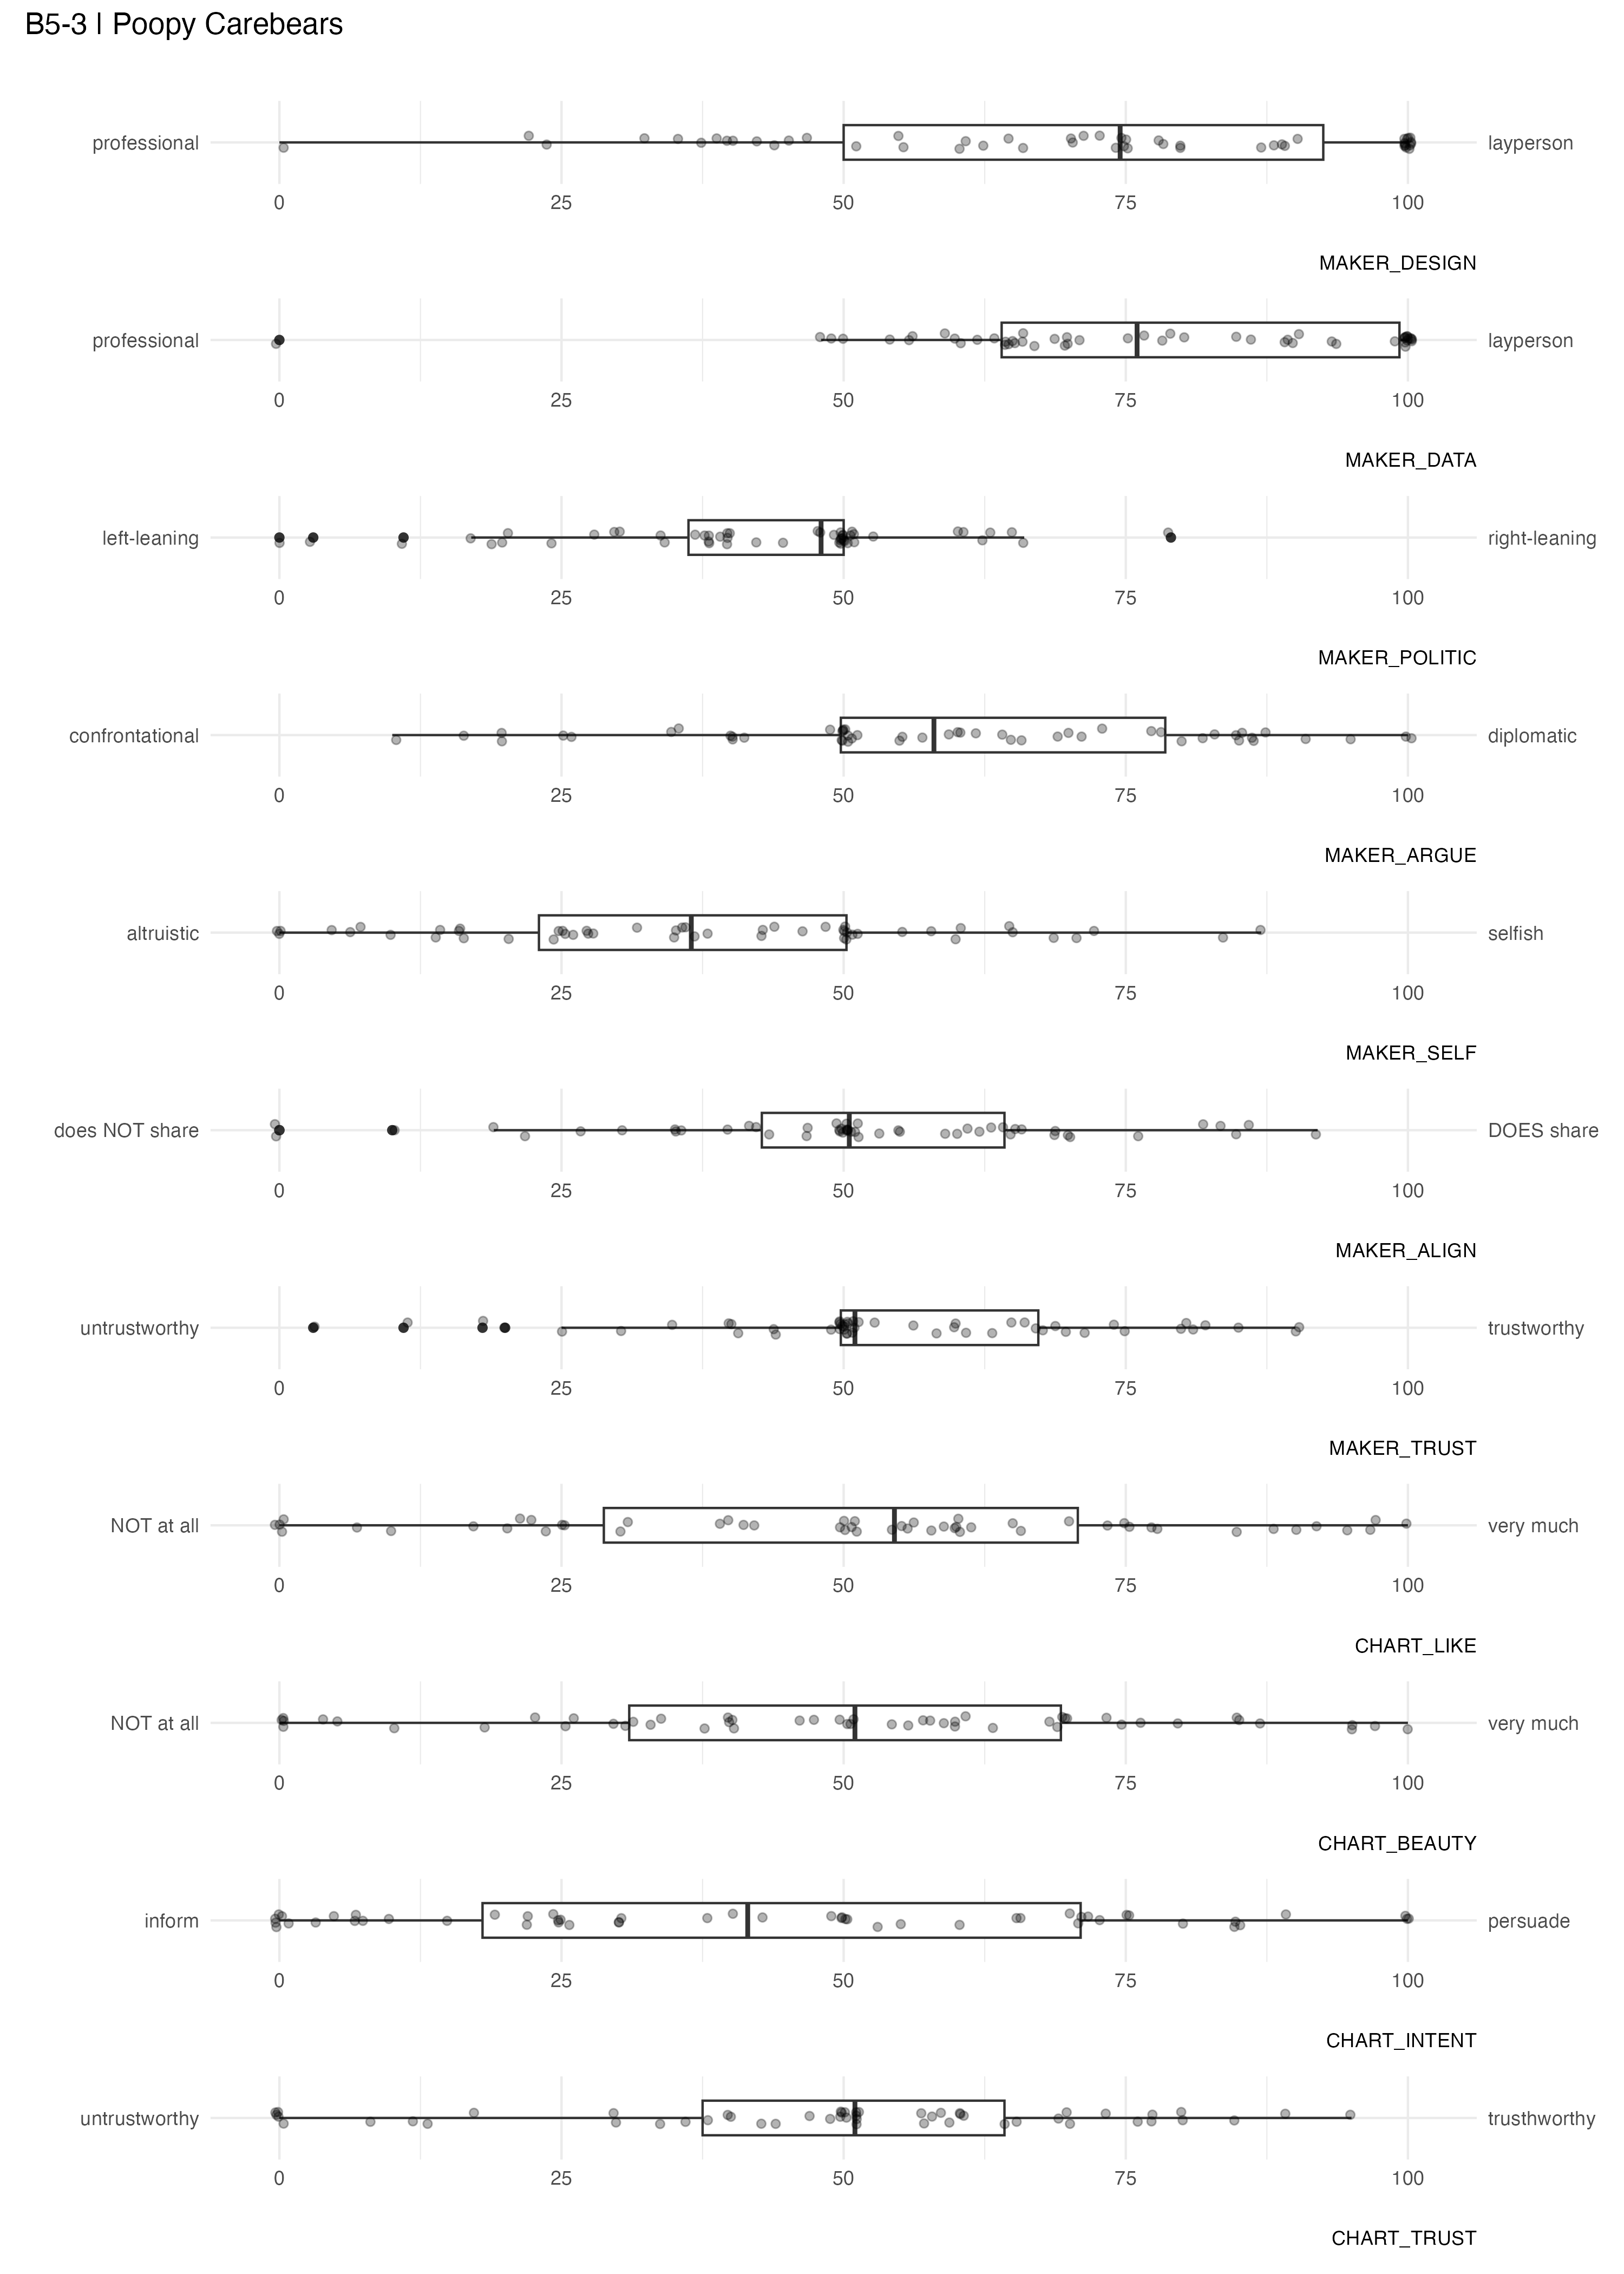 B5-3 | Poopy Carebears
professional layperson
0 25 50 75 100
MAKER_DESIGN
professional layperson
0 25 50 75 100
MAKER_DATA
left-leaning right-leaning
0 25 50 75 100
MAKER_POLITIC
confrontational diplomatic
0 25 50 75 100
MAKER_ARGUE
altruistic selfish
0 25 50 75 100
MAKER_SELF
does NOT share DOES share
0 25 50 75 100
MAKER_ALIGN
untrustworthy trustworthy
0 25 50 75 100
MAKER_TRUST
NOT at all very much
0 25 50 75 100
CHART_LIKE
NOT at all very much
0 25 50 75 100
CHART_BEAUTY
inform persuade
0 25 50 75 100
CHART_INTENT
untrustworthy trusthworthy
0 25 50 75 100
CHART_TRUST